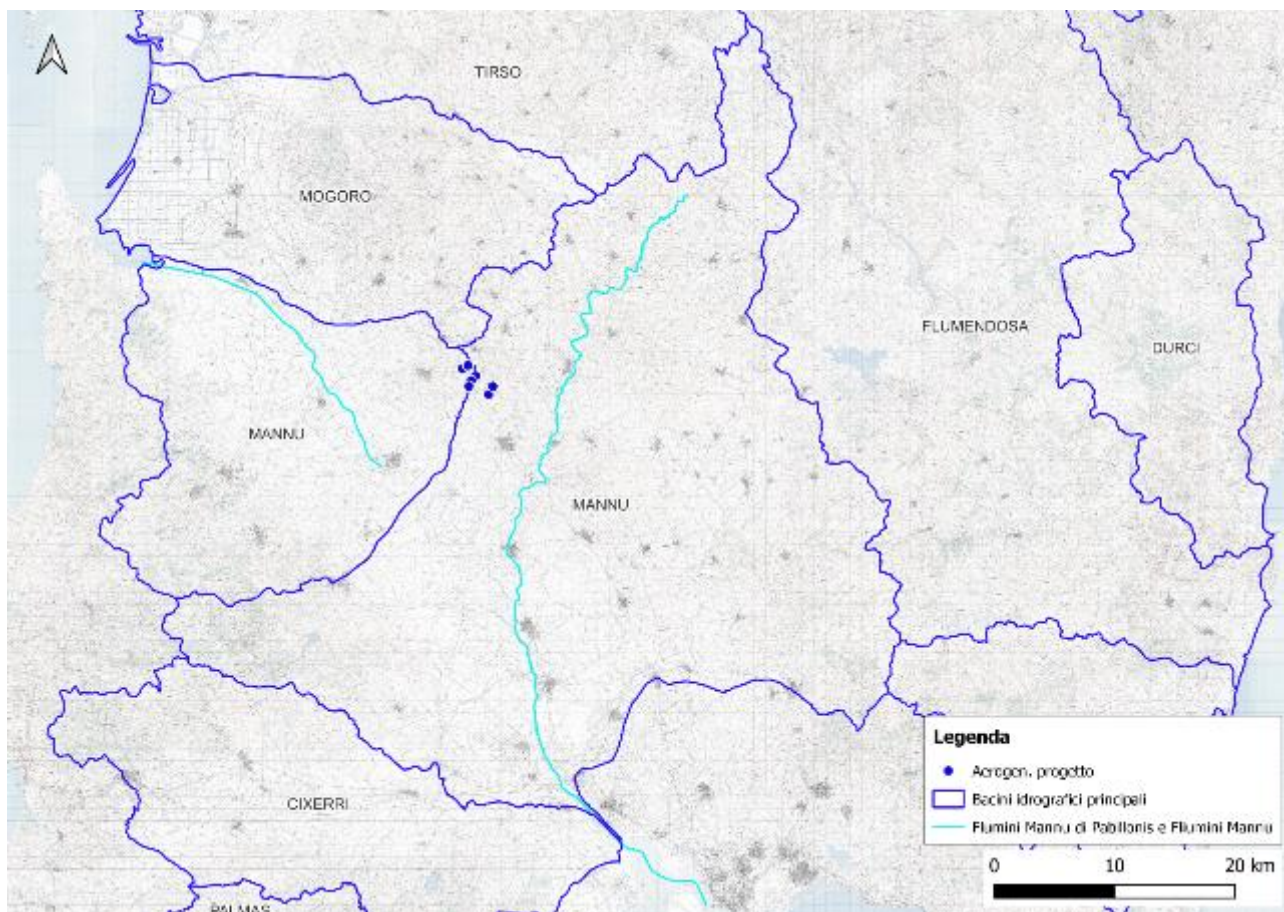 TIRSO
MOGORO
FLUMENDOSA
DURCI
MANNU
MANNU
CIXERRI
PALMAS
Legenda
Aerogen. progetto
Bacini idrografici principali
Flumini Mannu di Pabillonis e Flumini Mannu
0 10 20 km